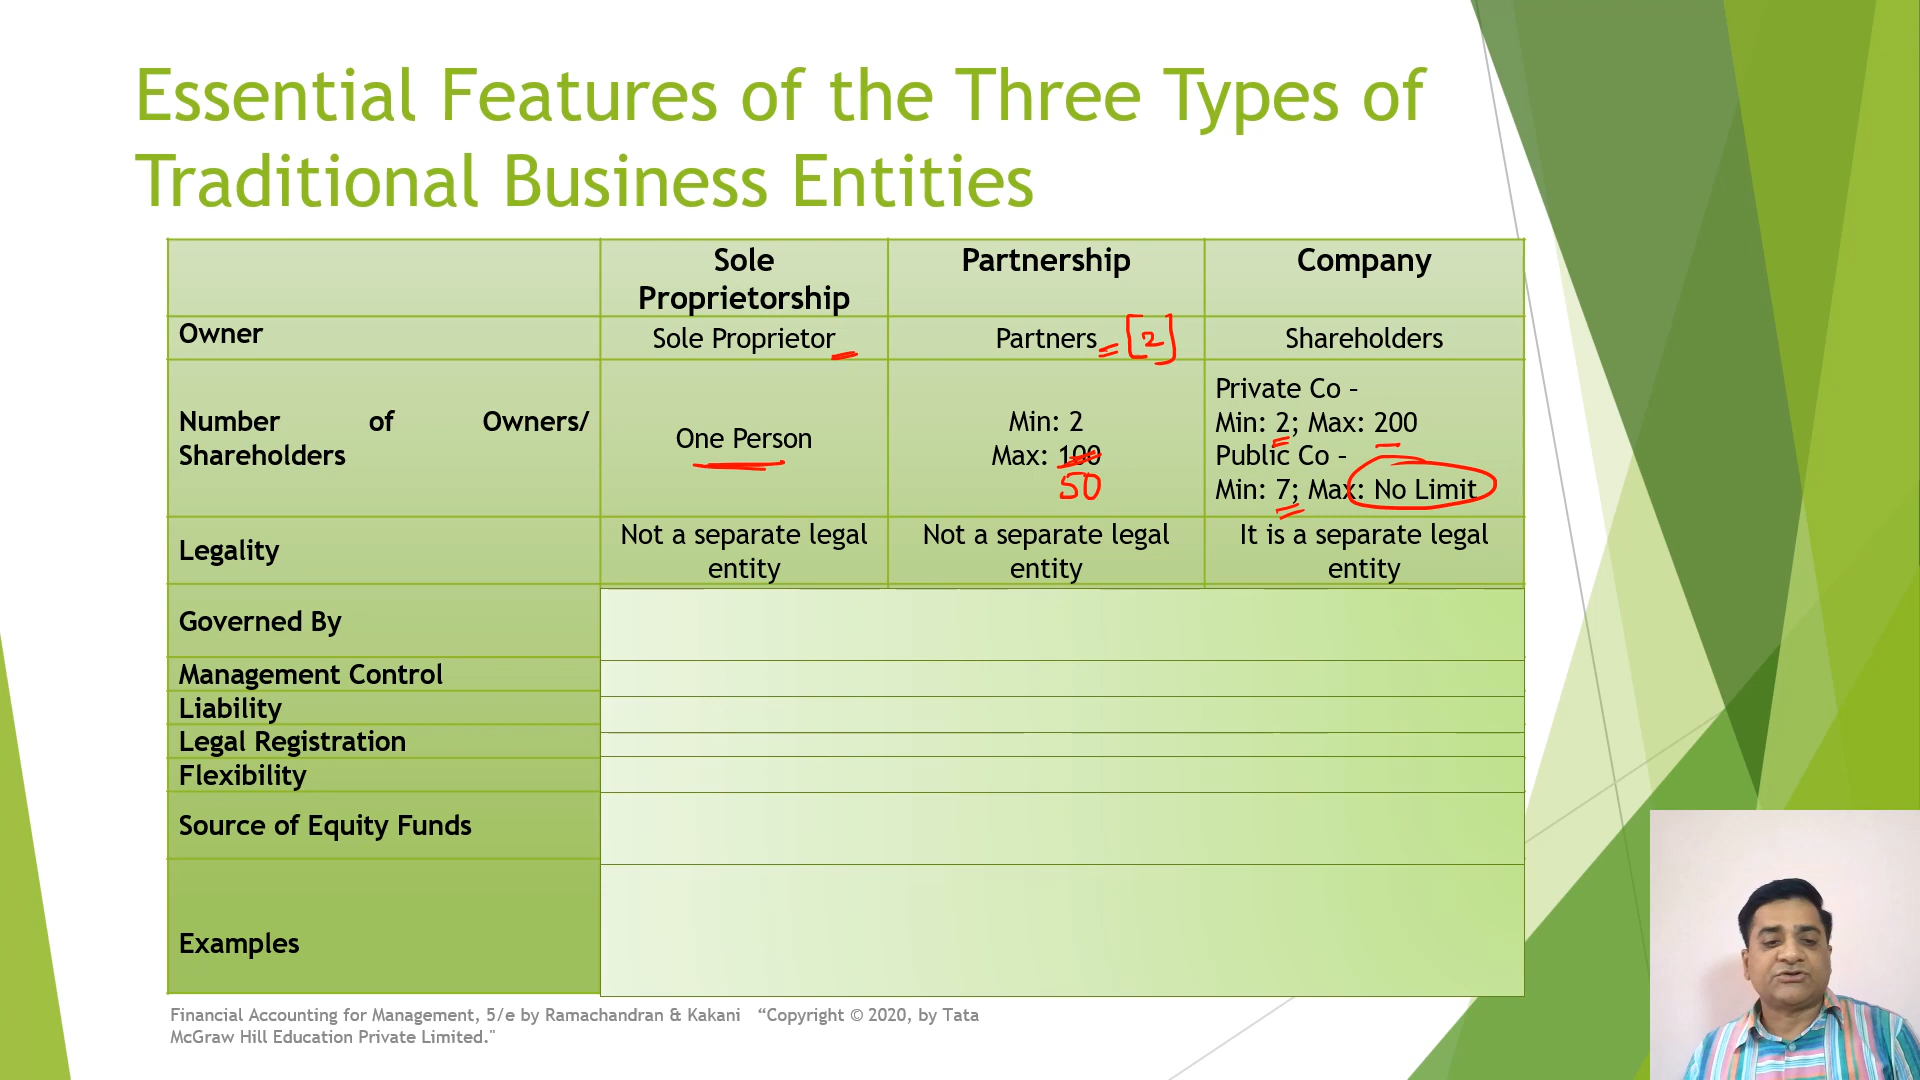 Essential Features of the Three Types of
Traditional Business Entities
Sole
Proprietorship
Partnership
Company
Owner
Sole Proprietor
Partners
[2]
Shareholders
Number of Owners/
Shareholders
One Person
Min: 2
Max: 100
50
Private Co –
Min: 2; Max: 200
Public Co –
Min: 7; Max: No Limit
Legality
Not a separate legal
entity
Not a separate legal
entity
It is a separate legal
entity
Governed By
Management Control
Liability
Legal Registration
Flexibility
Source of Equity Funds
Examples
Financial Accounting for Management, 5/e by Ramachandran & Kakani “Copyright © 2020, by Tata
McGraw Hill Education Private Limited."